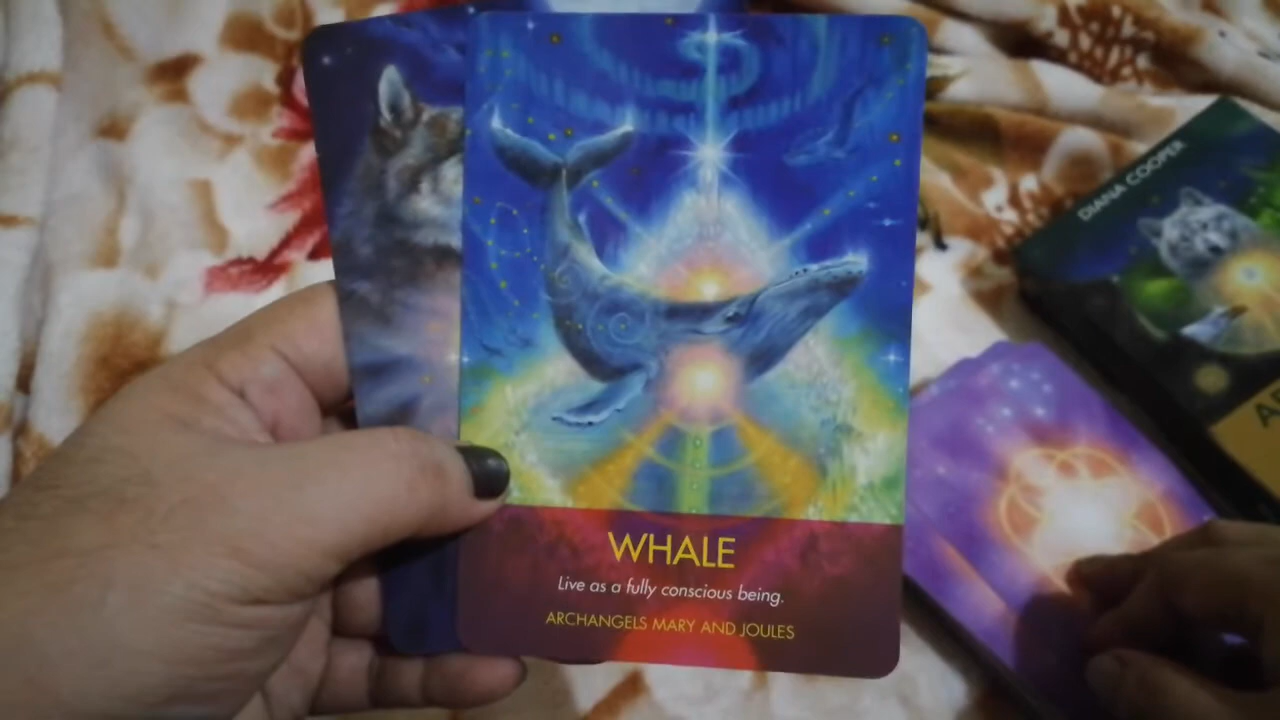 WHALE
Live as a fully conscious being.
ARCHANGELS MARY AND JOULES
DIANA COOPER